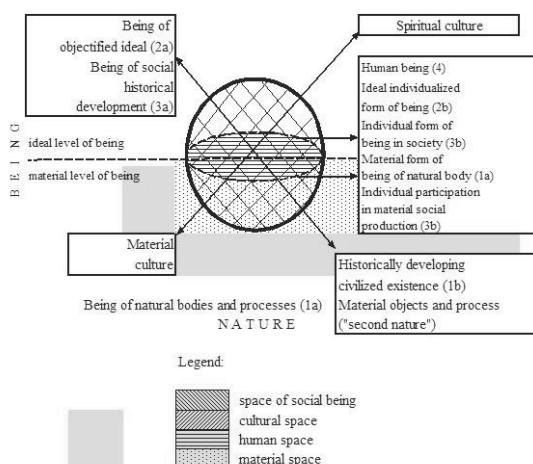 Being of
objectified ideal (2a)
Being of social
historical
development (3a)
Spiritual culture
Human being (4)
Ideal individualized
form of being (2b)
Individual form of
being in society (3b)
Material form of
being of natural body (1a)
Individual participation
in material social
production (3b)
BEING
ideal level of being
material level of being
Material
culture
Historically developing
civilized existence (1b)
Material objects and process
("second nature")
Being of natural bodies and processes (1a)
NATURE
Legend:
space of social being
cultural space
human space
material space